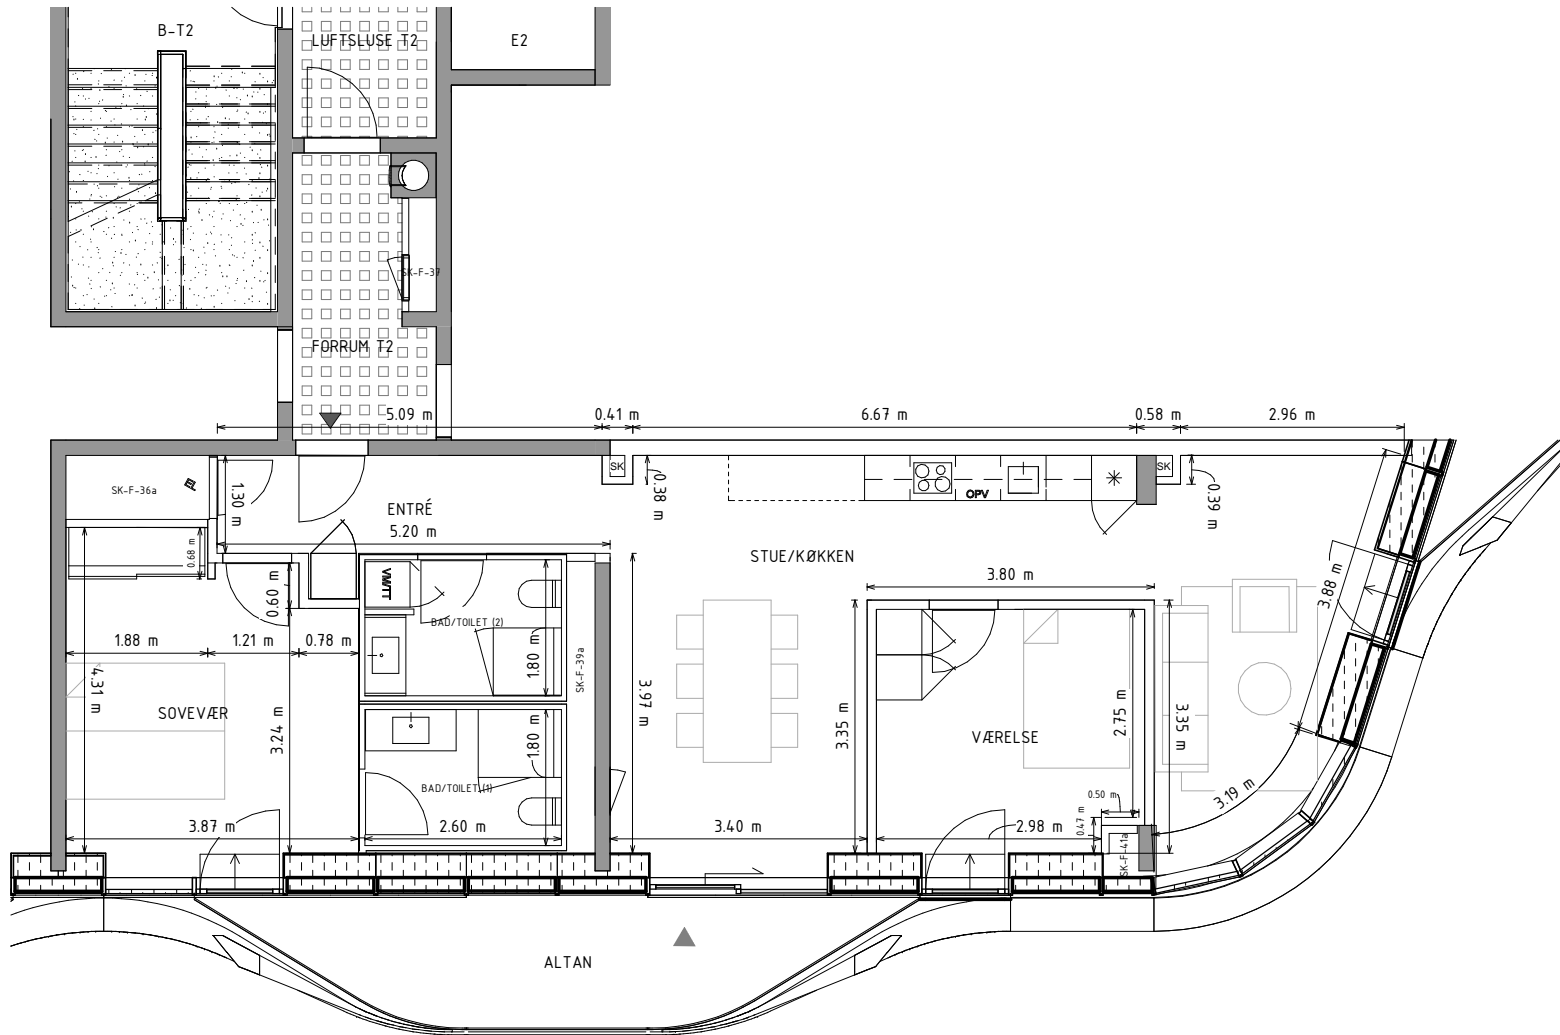 B-T2
LUFTSLUSE T2
E2
SK-F-37
FORRUM T2
5.09 m
0.41 m
6.67 m
0.58 m
2.96 m
SK-F-36a
EL
1.30 m
ENTRÉ
5.20 m
SK
0.38 m
OPV
SK
0.39 m
STUE/KØKKEN
0.68 m
0.60 m
VM/TT
BAD/TOILET (2)
1.80 m
SK-F-39a
3.80 m
3.88 m
1.88 m
1.21 m
0.78 m
4.31 m
SOVEVÆR
3.24 m
3.97 m
3.35 m
VÆRELSE
2.75 m
3.35 m
1.80 m
BAD/TOILET (1)
3.87 m
2.60 m
3.40 m
2.98 m
0.50 m
0.47 m
SK-F-41a
3.19 m
ALTAN